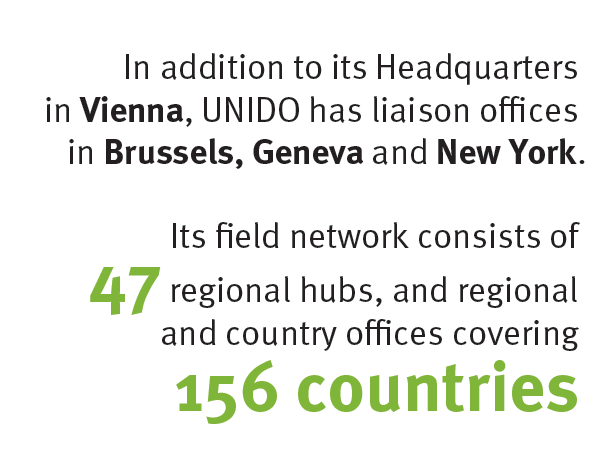 In addition to its Headquarters
in Vienna, UNIDO has liaison offices
in Brussels, Geneva and New York.
Its field network consists of
47 regional hubs, and regional
and country offices covering
156 countries